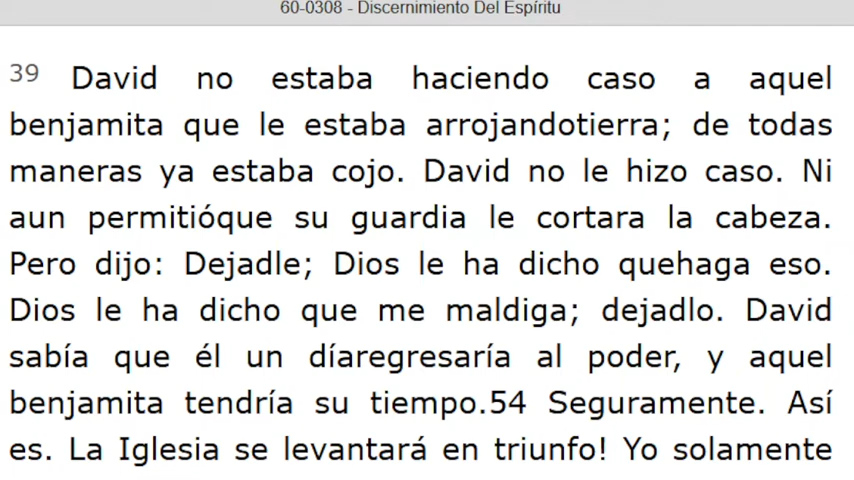 60-0308 - Discernimiento Del Espíritu
39 David no estaba haciendo caso a aquel
benjamita que le estaba arrojandotierra; de todas
maneras ya estaba cojo. David no le hizo caso. Ni
aun permitióque su guardia le cortara la cabeza.
Pero dijo: Dejadle; Dios le ha dicho quehaga eso.
Dios le ha dicho que me maldiga; dejadlo. David
sabía que él un díaregresaría al poder, y aquel
benjamita tendría su tiempo.54 Seguramente. Así
es. La Iglesia se levantará en triunfo! Yo solamente